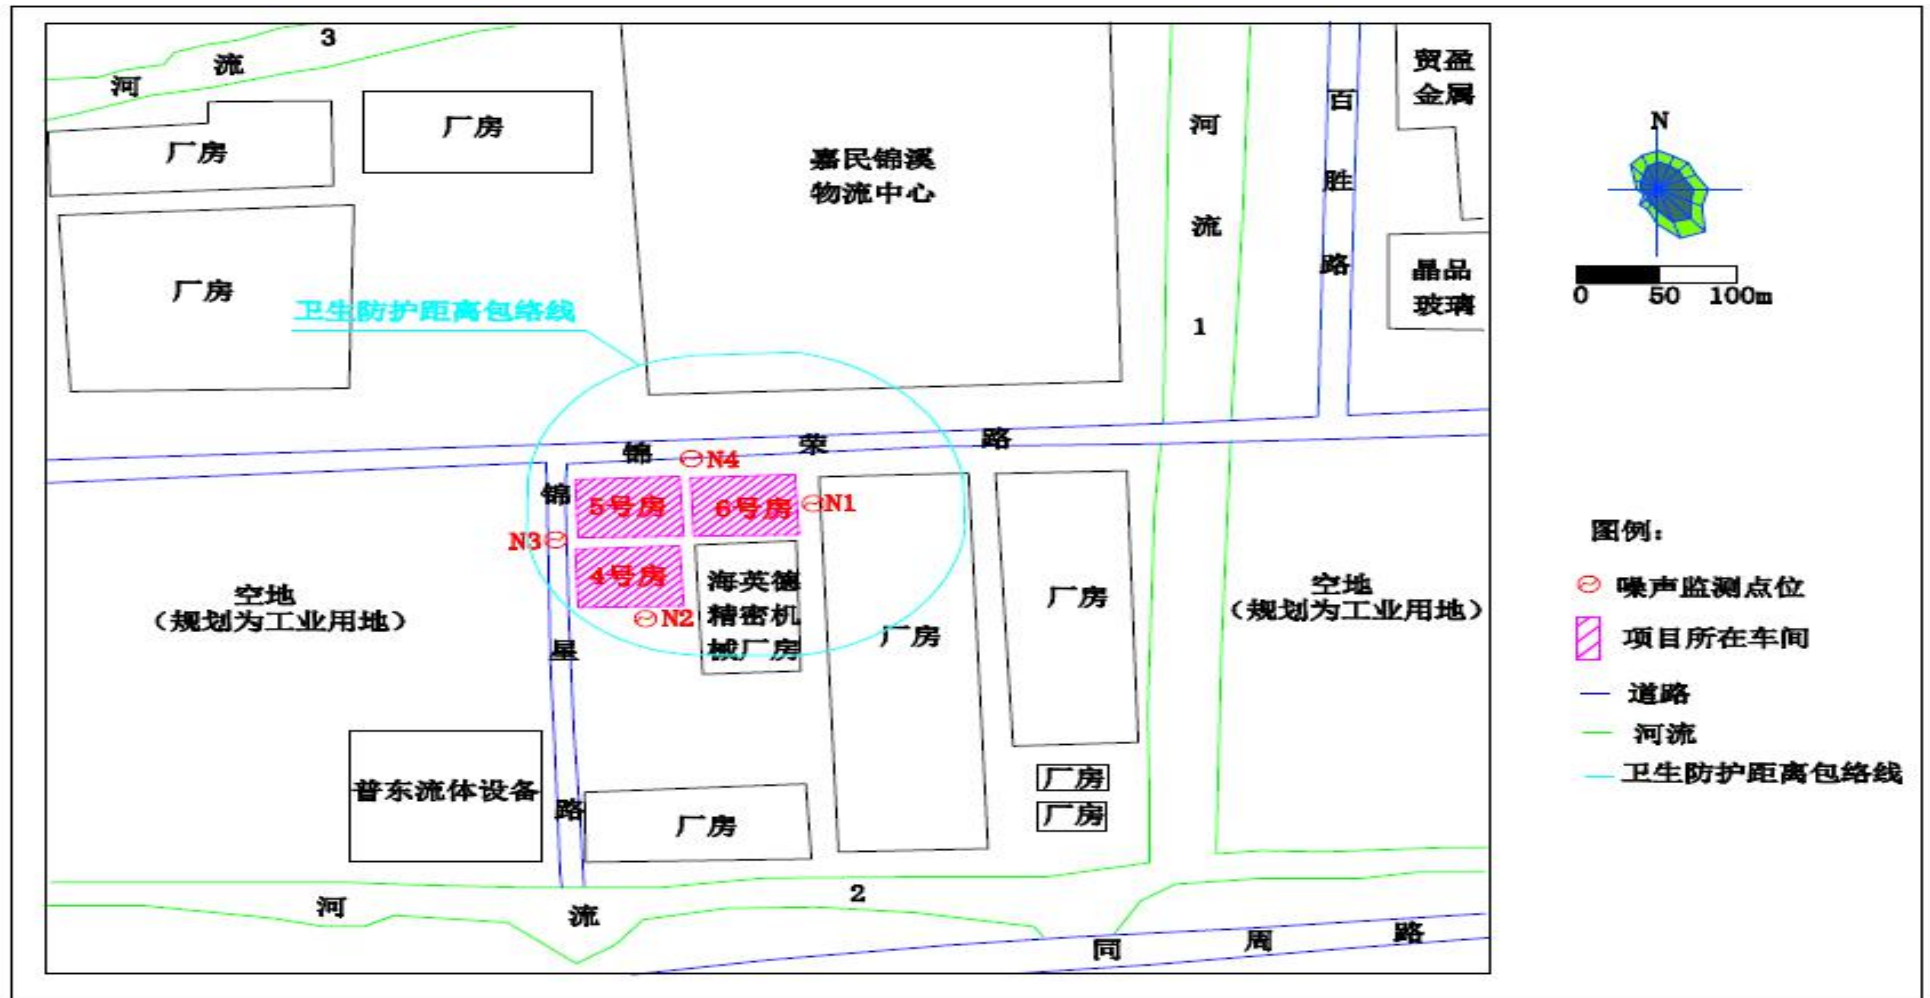 河流3
厂房
厂房
厂房
嘉民锦溪
物流中心
河流1
百胜路
贸盈
金属
晶品
玻璃
卫生防护距离包络线
锦荣路
锦星路
N4
5号房
6号房
N1
N3
4号房
N2
海英德
精密机
械厂房
厂房
厂房
空地
（规划为工业用地）
空地
（规划为工业用地）
普东流体设备
厂房
厂房
厂房
河流2
同周路
N
0 50 100m
图例：
噪声监测点位
项目所在车间
道路
河流
卫生防护距离包络线